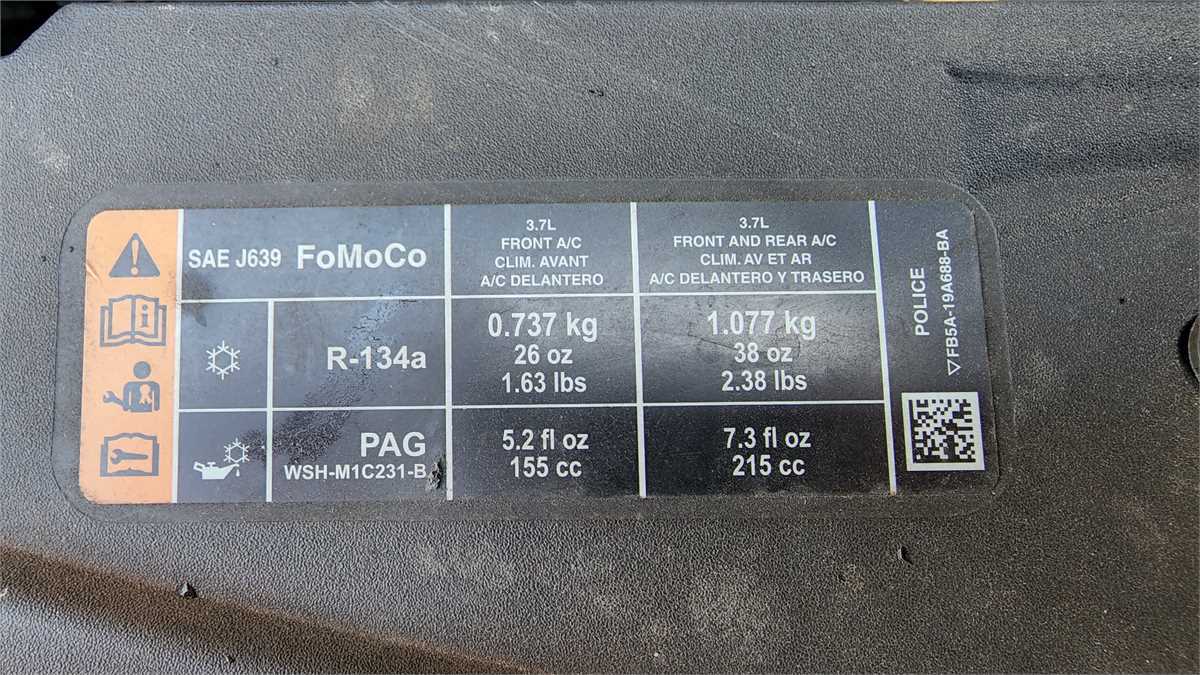 SAE J639 FoMoCo
3.7L
FRONT A/C
CLIM. AVANT
A/C DELANTERO
3.7L
FRONT AND REAR A/C
CLIM. AV ET AR
A/C DELANTERO Y TRASERO
R-134a
0.737 kg
26 oz
1.63 lbs
1.077 kg
38 oz
2.38 lbs
PAG
WSH-M1C231-B
5.2 fl oz
155 cc
7.3 fl oz
215 cc
POLICE
▽FB5A-19A688-BA